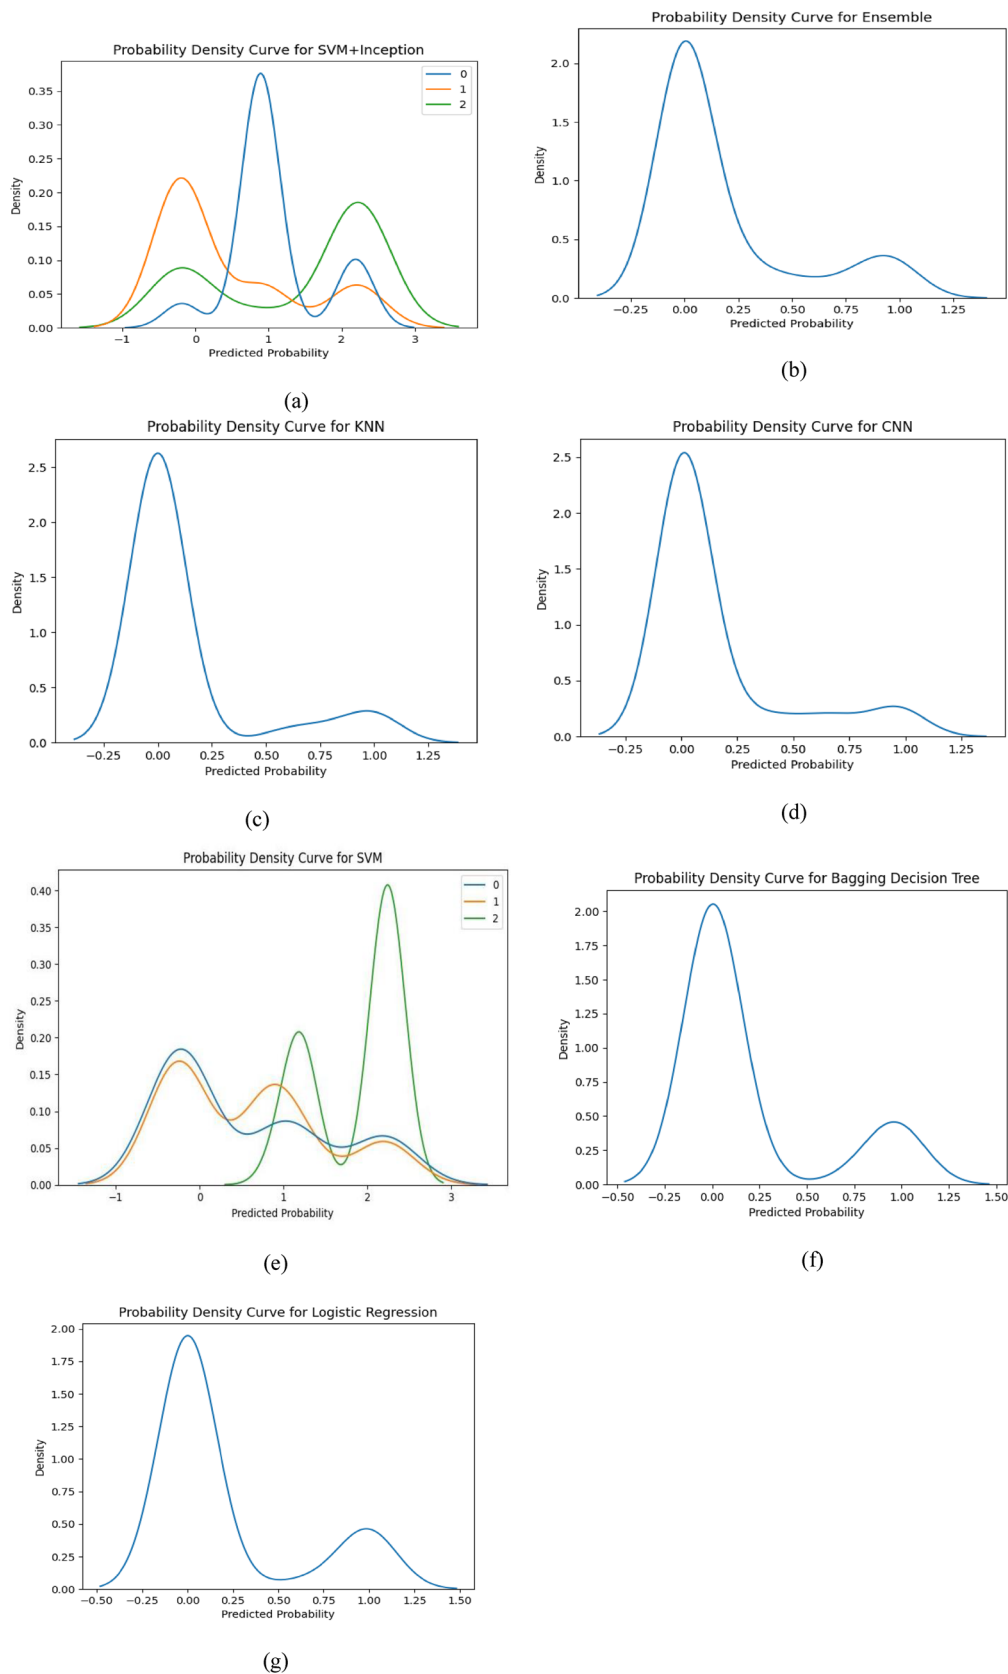 Probability Density Curve for SVM+Inception
0
1
2
0.35
0.30
0.25
0.20
0.15
0.10
0.05
0.00
Density
−1 0 1 2 3
Predicted Probability
(a)
Probability Density Curve for Ensemble
2.0
1.5
1.0
0.5
0.0
Density
−0.25 0.00 0.25 0.50 0.75 1.00 1.25
Predicted Probability
(b)
Probability Density Curve for KNN
2.5
2.0
1.5
1.0
0.5
0.0
Density
−0.25 0.00 0.25 0.50 0.75 1.00 1.25
Predicted Probability
(c)
Probability Density Curve for CNN
2.5
2.0
1.5
1.0
0.5
0.0
Density
−0.25 0.00 0.25 0.50 0.75 1.00 1.25
Predicted Probability
(d)
Probability Density Curve for SVM
0
1
2
0.40
0.35
0.30
0.25
0.20
0.15
0.10
0.05
0.00
Density
−1 0 1 2 3
Predicted Probability
(e)
Probability Density Curve for Bagging Decision Tree
2.00
1.75
1.50
1.25
1.00
0.75
0.50
0.25
0.00
Density
−0.50 −0.25 0.00 0.25 0.50 0.75 1.00 1.25 1.50
Predicted Probability
(f)
Probability Density Curve for Logistic Regression
2.00
1.75
1.50
1.25
1.00
0.75
0.50
0.25
0.00
Density
−0.50 −0.25 0.00 0.25 0.50 0.75 1.00 1.25 1.50
Predicted Probability
(g)